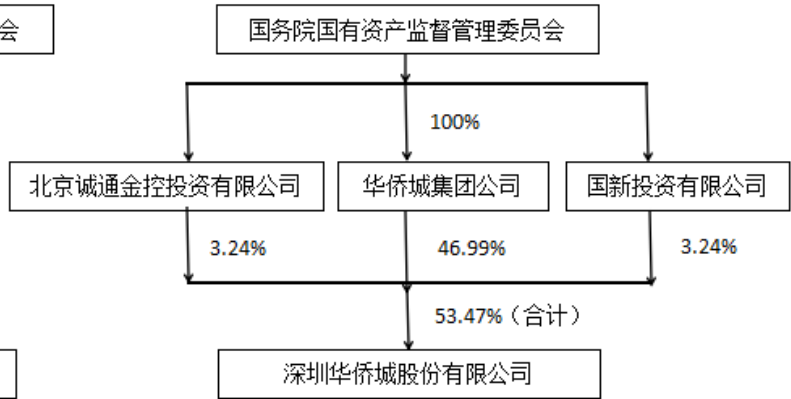 会
国务院国有资产监督管理委员会
100%
北京诚通金控投资有限公司
华侨城集团公司
国新投资有限公司
3.24%
46.99%
3.24%
53.47%（合计）
深圳华侨城股份有限公司